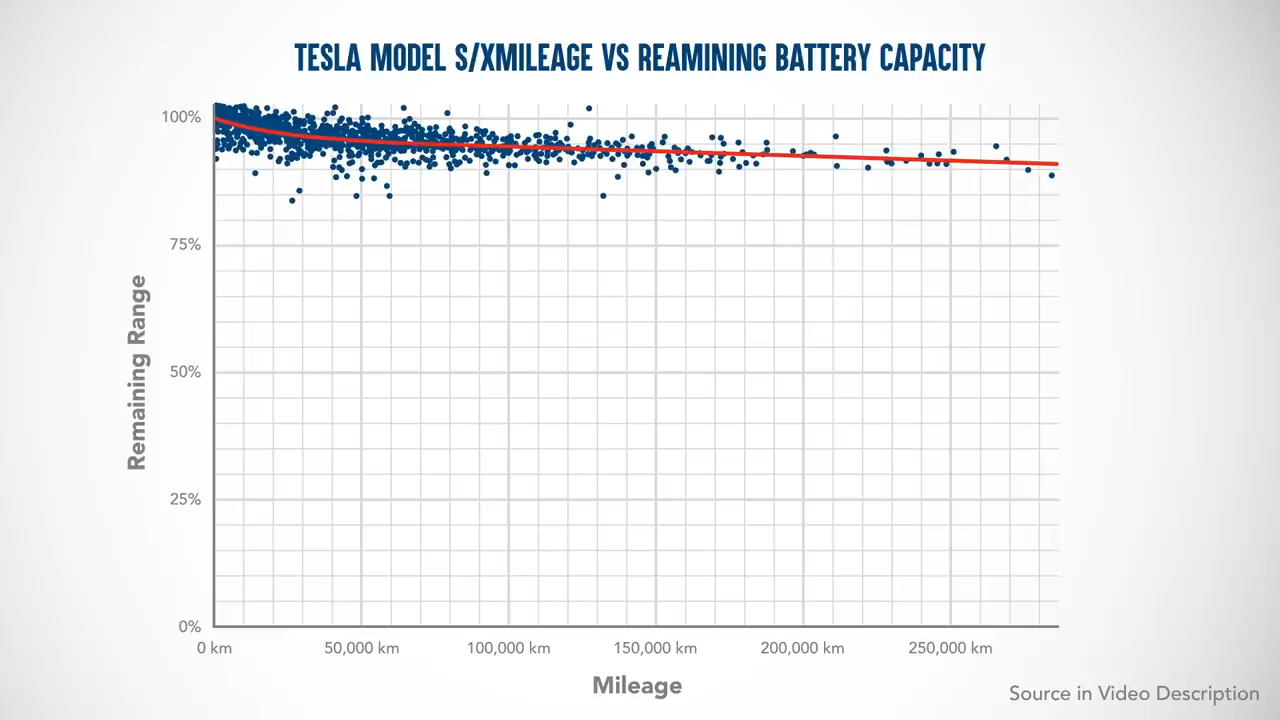 TESLA MODEL S/XMILEAGE VS REAMINING BATTERY CAPACITY
100%
75%
50%
25%
0%
Remaining Range
0 km
50,000 km
100,000 km
150,000 km
200,000 km
250,000 km
Mileage
Source in Video Description